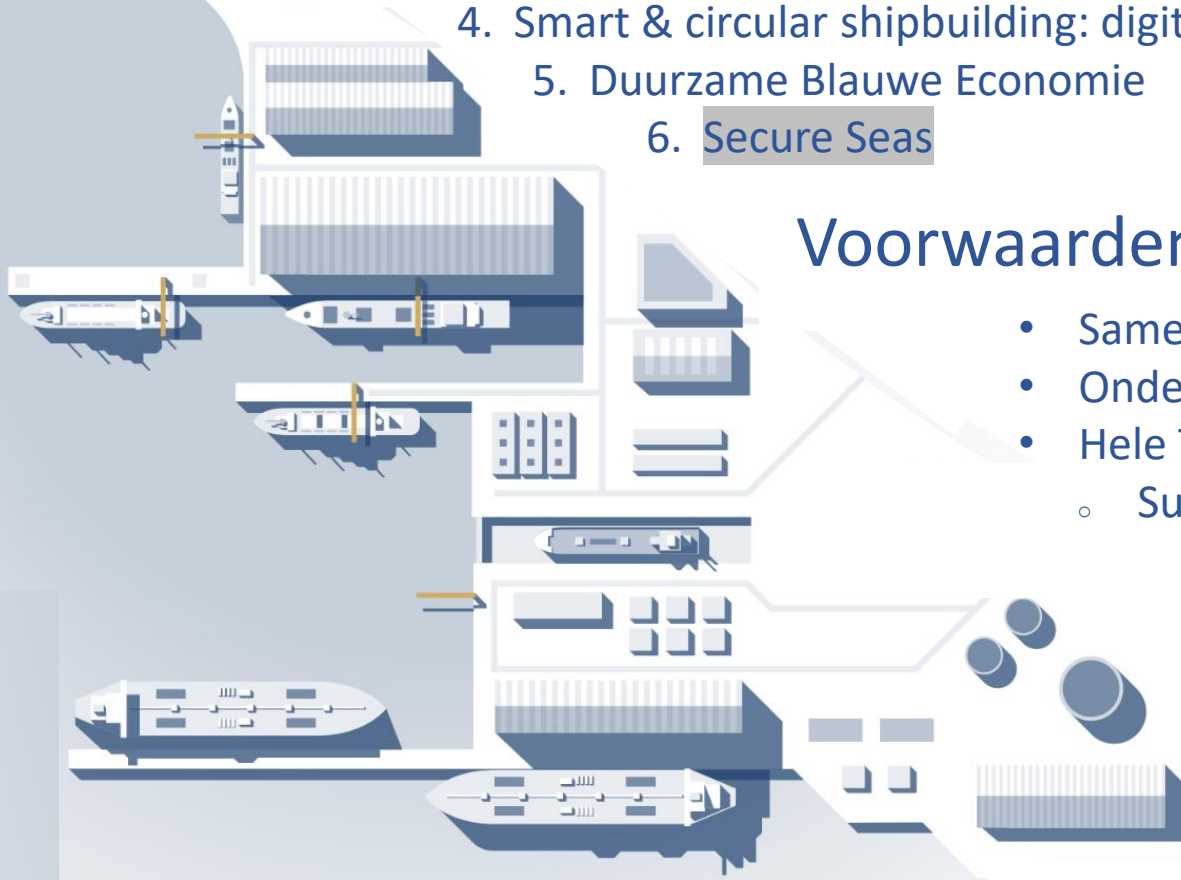 4. Smart & circular shipbuilding: digit
5. Duurzame Blauwe Economie
6. Secure Seas
Voorwaarden
• Same
• Onde
• Hele
◦ Su